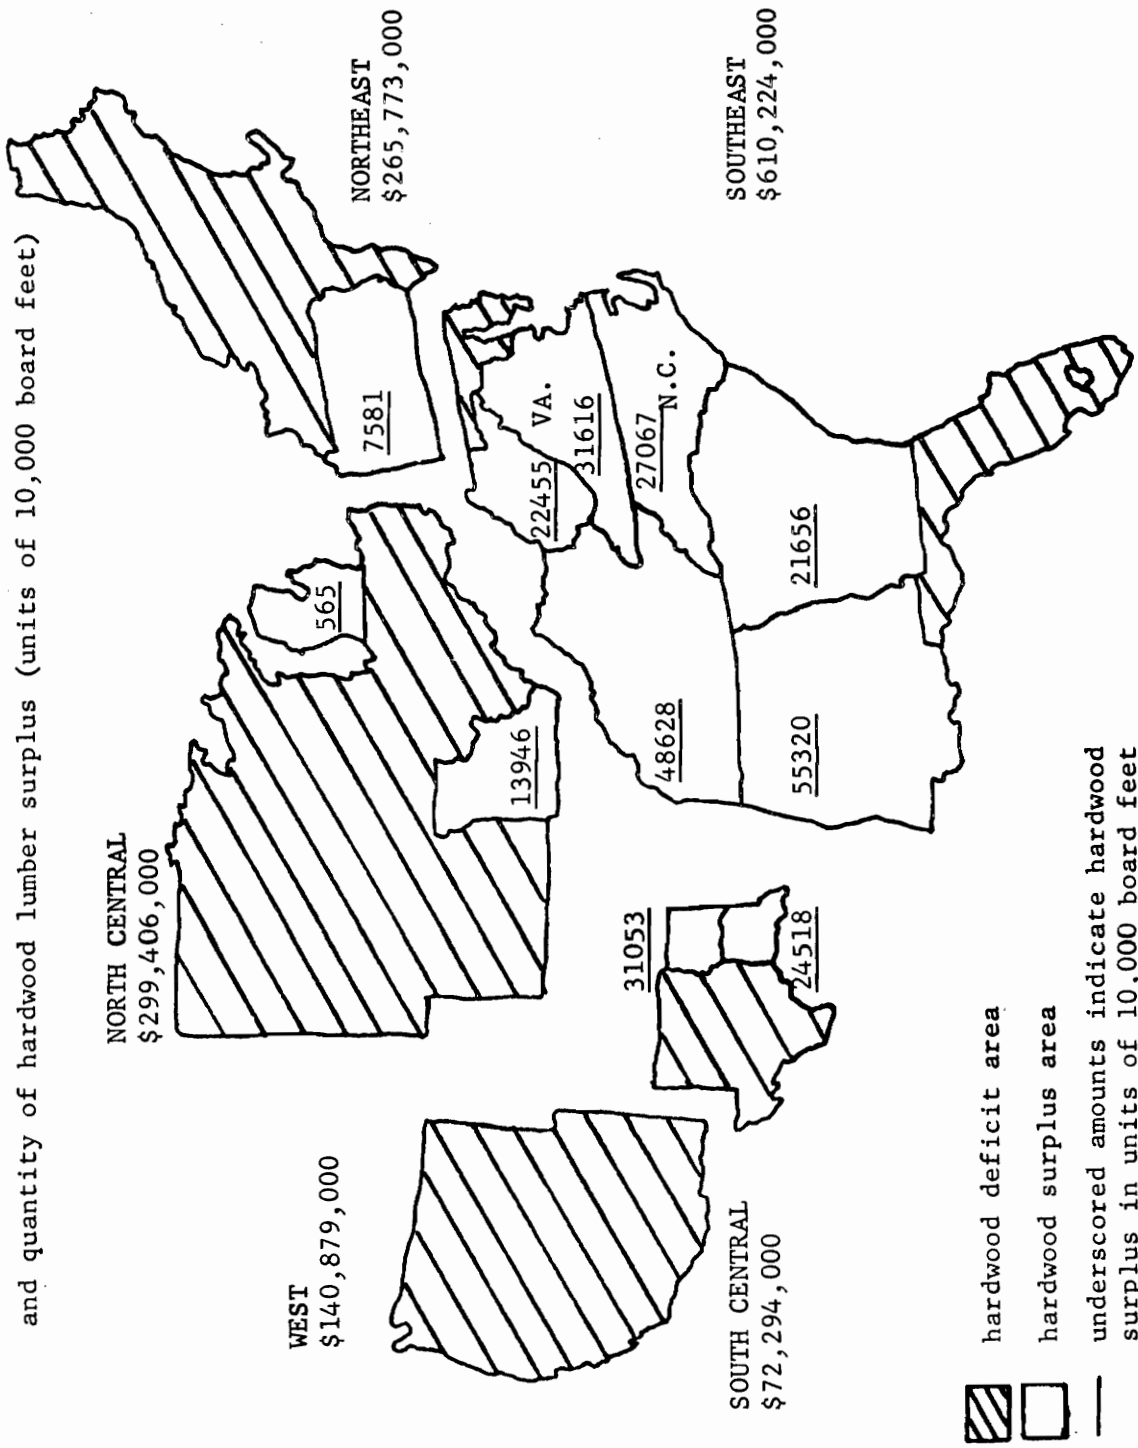 and quantity of hardwood lumber surplus (units of 10,000 board feet)
NORTH CENTRAL
$299,406,000
NORTHEAST
$265,773,000
WEST
$140,879,000
565
7581
13946
22455
VA.
31616
31053
48628
27067
N.C.
SOUTH CENTRAL
$72,294,000
24518
55320
21656
SOUTHEAST
$610,224,000
hardwood deficit area
hardwood surplus area
underscored amounts indicate hardwood
surplus in units of 10,000 board feet